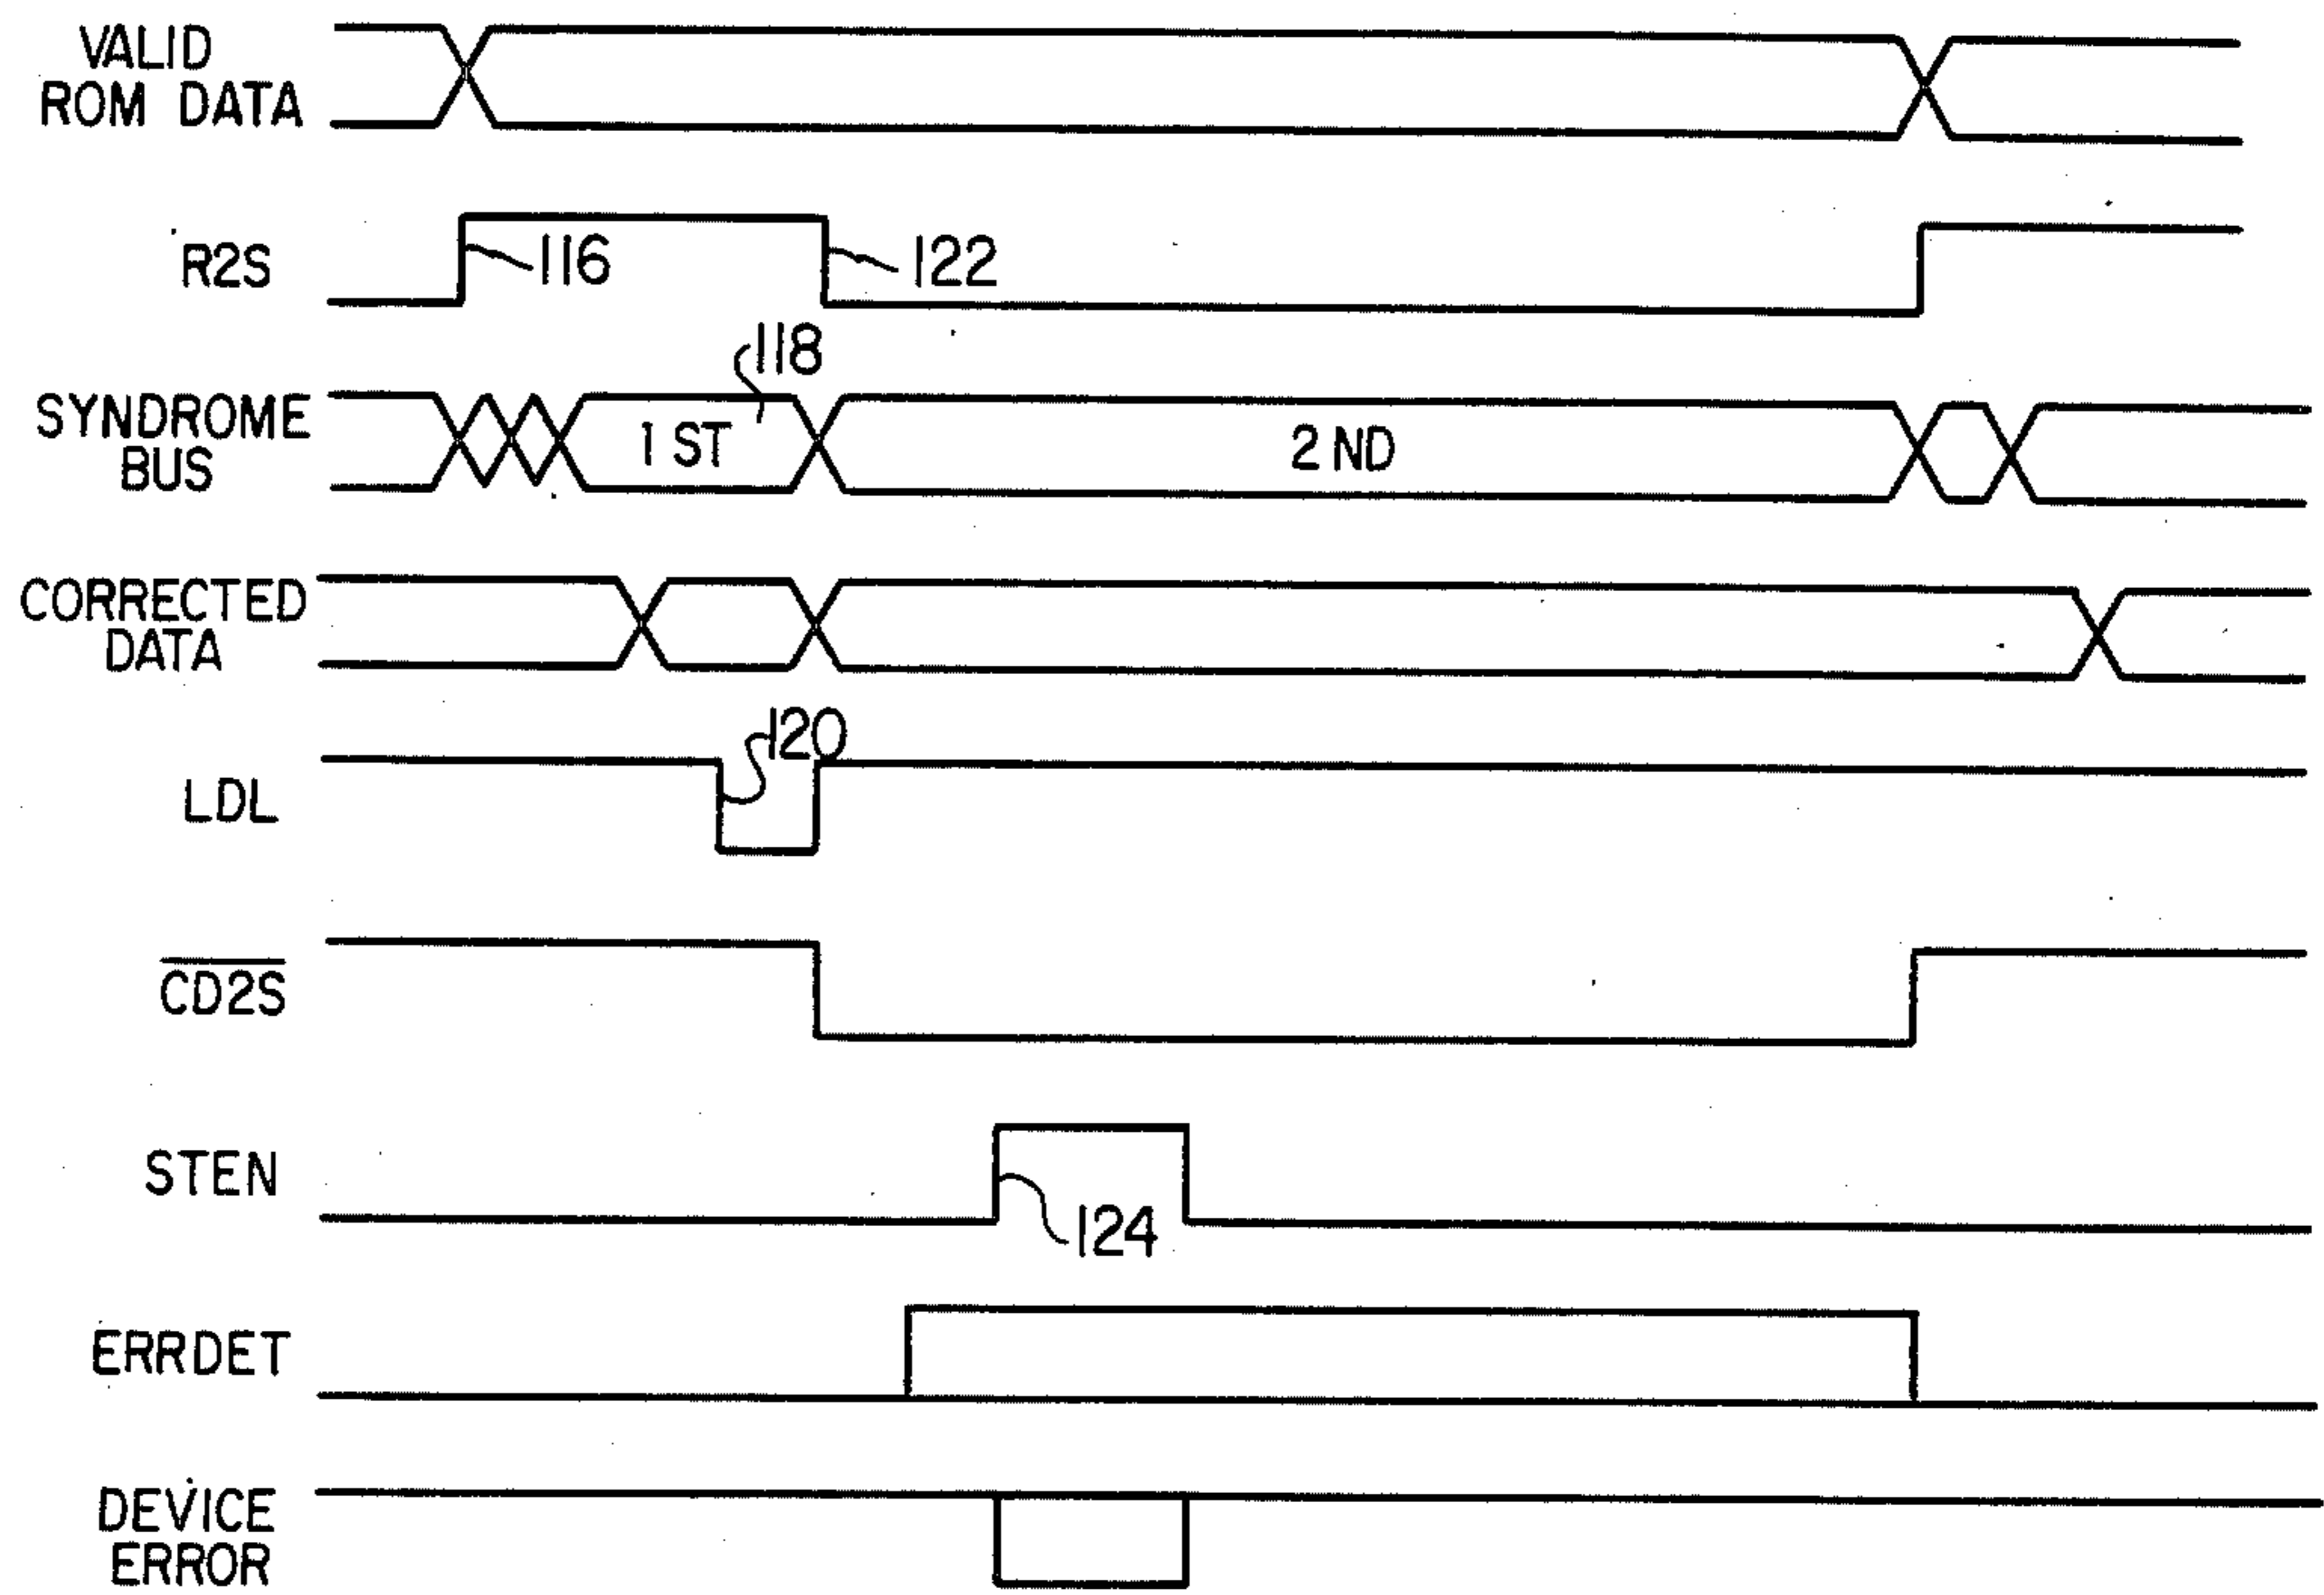 VALID
ROM DATA
R2S
116
122
118
SYNDROME
BUS
1 ST
2 ND
CORRECTED
DATA
120
LDL
CD2S
STEN
124
ERRDET
DEVICE
ERROR